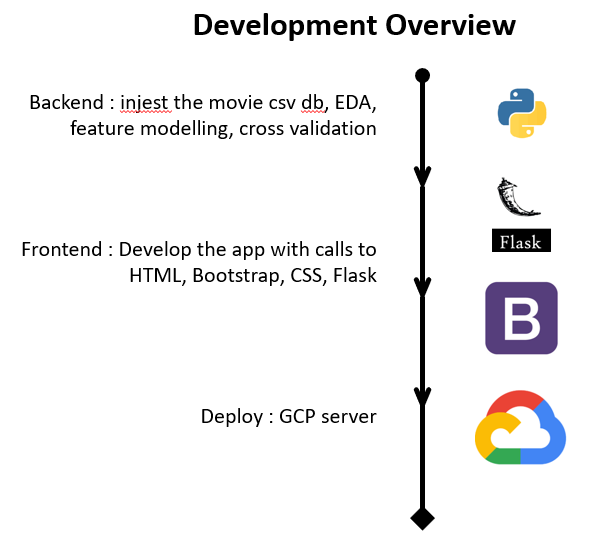 Development Overview
Backend : injest the movie csv db, EDA,
feature modelling, cross validation
Flask
Frontend : Develop the app with calls to
HTML, Bootstrap, CSS, Flask
B
Deploy : GCP server